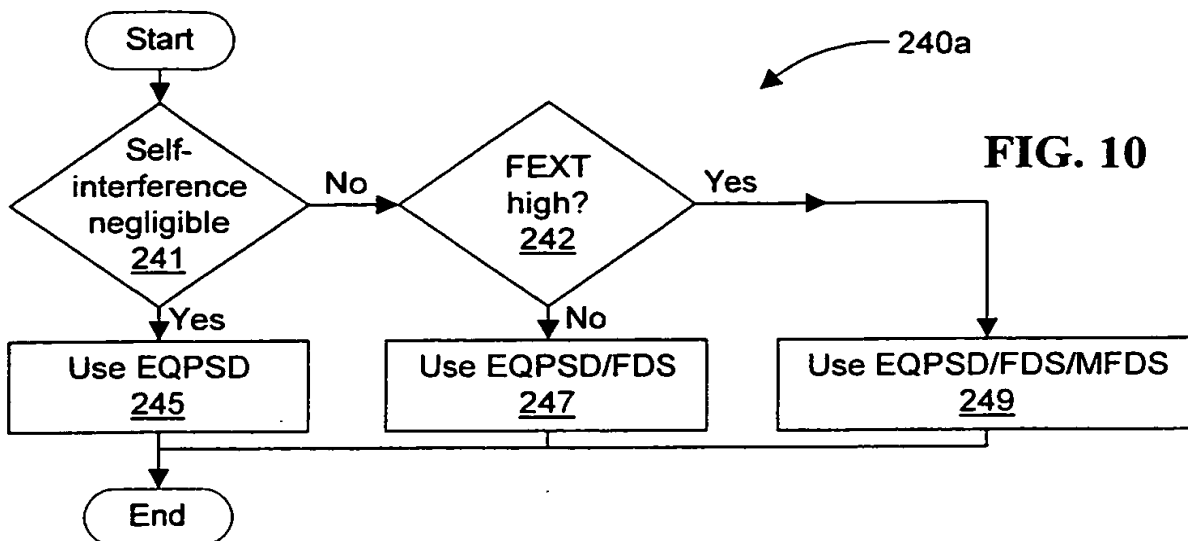 Start
240a
FIG. 10
Self-
interference
negligible
241
No
FEXT
high?
242
Yes
Yes
No
Use EQPSD
245
Use EQPSD/FDS
247
Use EQPSD/FDS/MFDS
249
End